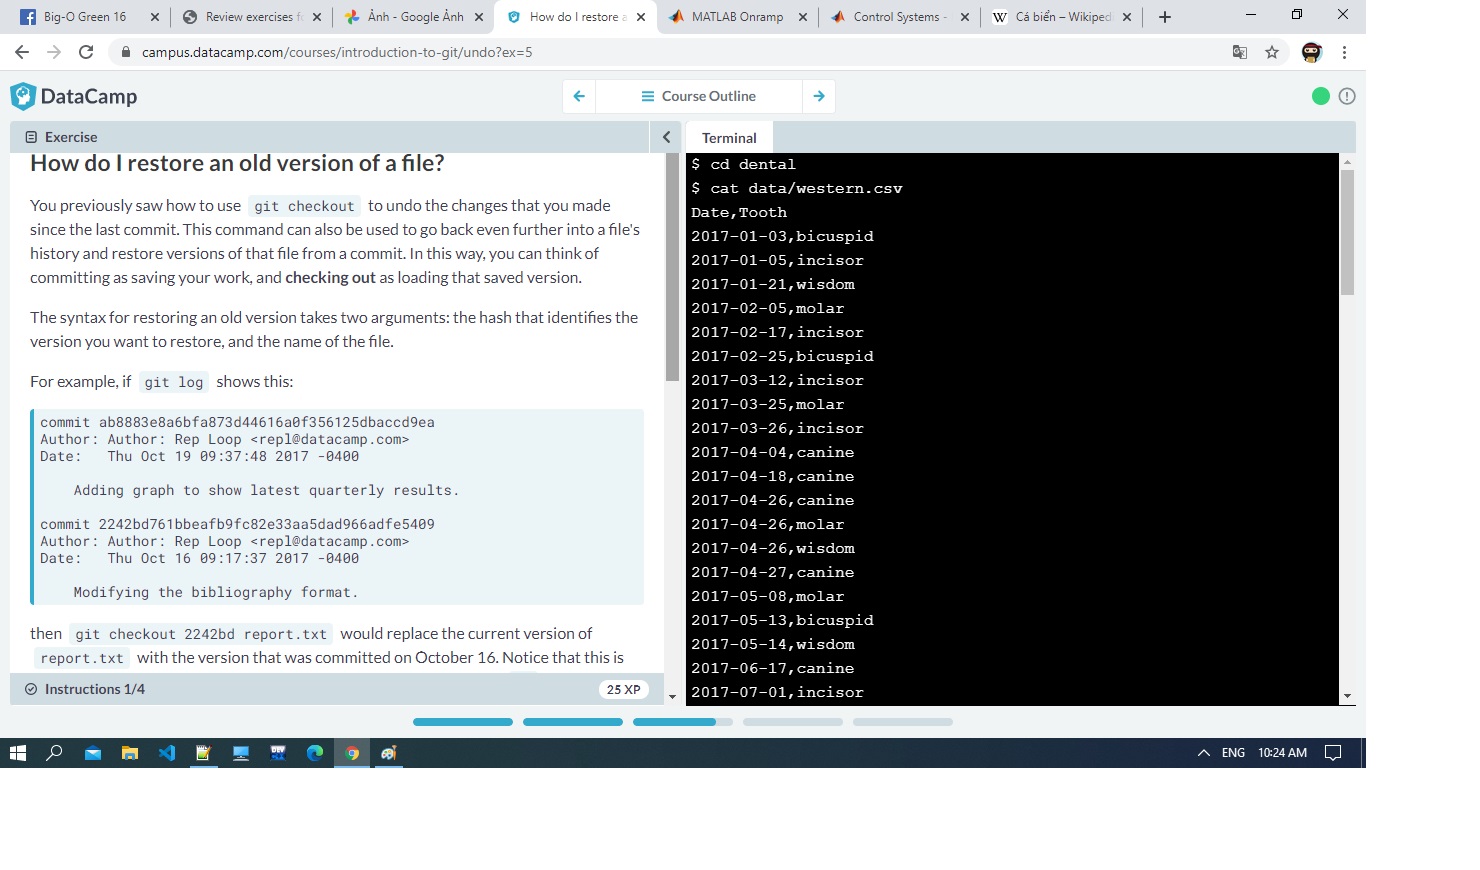 Big-O Green 16
Review exercises f
Ảnh - Google Ảnh
How do I restore a
MATLAB Onramp
Control Systems -
W Cá biển – Wikiped
campus.datacamp.com/courses/introduction-to-git/undo?ex=5
DataCamp
Course Outline
Exercise
How do I restore an old version of a file?
You previously saw how to use git checkout to undo the changes that you made
since the last commit. This command can also be used to go back even further into a file's
history and restore versions of that file from a commit. In this way, you can think of
committing as saving your work, and checking out as loading that saved version.
The syntax for restoring an old version takes two arguments: the hash that identifies the
version you want to restore, and the name of the file.
For example, if git log shows this:
commit ab8883e8a6bfa873d44616a0f356125dbaccd9ea
Author: Author: Rep Loop <repl@datacamp.com>
Date: Thu Oct 19 09:37:48 2017 -0400
Adding graph to show latest quarterly results.
commit 2242bd761bbeafb9fc82e33aa5dad966adfe5409
Author: Author: Rep Loop <repl@datacamp.com>
Date: Thu Oct 16 09:17:37 2017 -0400
Modifying the bibliography format.
then git checkout 2242bd report.txt would replace the current version of
report.txt with the version that was committed on October 16. Notice that this is
Instructions 1/4
25 XP
Terminal
$ cd dental
$ cat data/western.csv
Date,Tooth
2017-01-03,bicuspid
2017-01-05,incisor
2017-01-21,wisdom
2017-02-05,molar
2017-02-17,incisor
2017-02-25,bicuspid
2017-03-12,incisor
2017-03-25,molar
2017-03-26,incisor
2017-04-04,canine
2017-04-18,canine
2017-04-26,canine
2017-04-26,molar
2017-04-26,wisdom
2017-04-27,canine
2017-05-08,molar
2017-05-13,bicuspid
2017-05-14,wisdom
2017-06-17,canine
2017-07-01,incisor
ENG
10:24 AM